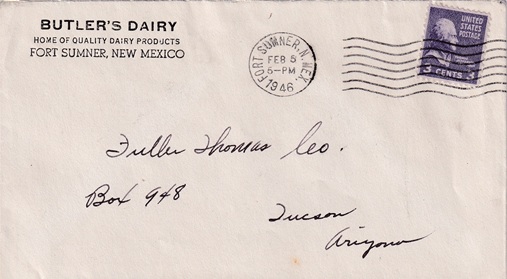 BUTLER'S DAIRY
HOME OF QUALITY DAIRY PRODUCTS
FORT SUMNER, NEW MEXICO
FORT SUMNER, N. MEX.
FEB 5
5-PM
1946
UNITED
STATES
POSTAGE
3 CENTS 3
Fuller Thomas Co.
Box 948
Tucson
Arizona